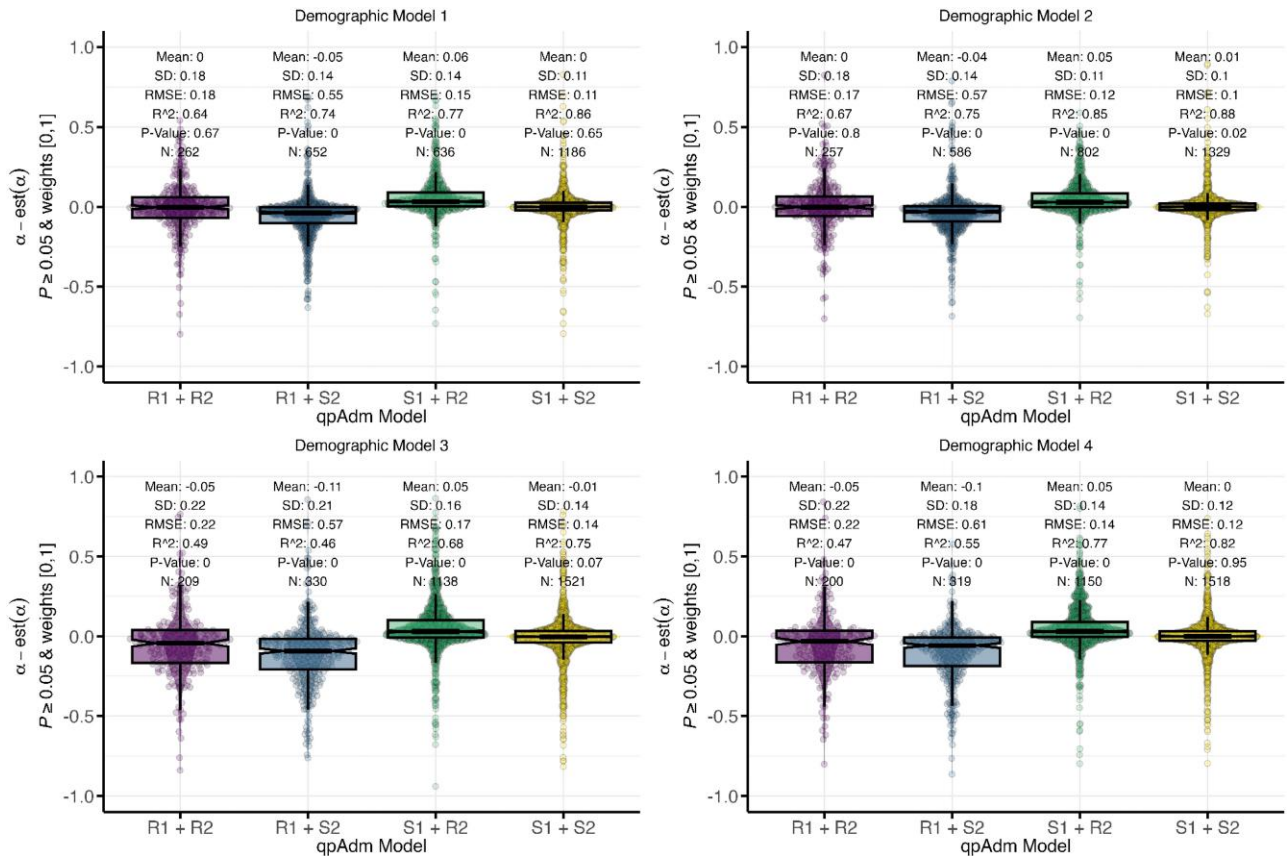 Demographic Model 1
1.0
0.5
0.0
-0.5
-1.0
α − est(α)
P ≥ 0.05 & weights [0,1]
Mean: 0
SD: 0.18
RMSE: 0.18
R^2: 0.64
P-Value: 0.67
N: 262
Mean: -0.05
SD: 0.14
RMSE: 0.55
R^2: 0.74
P-Value: 0
N: 652
Mean: 0.06
SD: 0.14
RMSE: 0.15
R^2: 0.77
P-Value: 0
N: 636
Mean: 0
SD: 0.11
RMSE: 0.11
R^2: 0.86
P-Value: 0.65
N: 1186
R1 + R2
R1 + S2
S1 + R2
S1 + S2
qpAdm Model
Demographic Model 2
1.0
0.5
0.0
-0.5
-1.0
α − est(α)
P ≥ 0.05 & weights [0,1]
Mean: 0
SD: 0.18
RMSE: 0.17
R^2: 0.67
P-Value: 0.8
N: 257
Mean: -0.04
SD: 0.14
RMSE: 0.57
R^2: 0.75
P-Value: 0
N: 586
Mean: 0.05
SD: 0.11
RMSE: 0.12
R^2: 0.85
P-Value: 0
N: 802
Mean: 0.01
SD: 0.1
RMSE: 0.1
R^2: 0.88
P-Value: 0.02
N: 1329
R1 + R2
R1 + S2
S1 + R2
S1 + S2
qpAdm Model
Demographic Model 3
1.0
0.5
0.0
-0.5
-1.0
α − est(α)
P ≥ 0.05 & weights [0,1]
Mean: -0.05
SD: 0.22
RMSE: 0.22
R^2: 0.49
P-Value: 0
N: 209
Mean: -0.11
SD: 0.21
RMSE: 0.57
R^2: 0.46
P-Value: 0
N: 330
Mean: 0.05
SD: 0.16
RMSE: 0.17
R^2: 0.68
P-Value: 0
N: 1138
Mean: -0.01
SD: 0.14
RMSE: 0.14
R^2: 0.75
P-Value: 0.07
N: 1521
R1 + R2
R1 + S2
S1 + R2
S1 + S2
qpAdm Model
Demographic Model 4
1.0
0.5
0.0
-0.5
-1.0
α − est(α)
P ≥ 0.05 & weights [0,1]
Mean: -0.05
SD: 0.22
RMSE: 0.22
R^2: 0.47
P-Value: 0
N: 200
Mean: -0.1
SD: 0.18
RMSE: 0.61
R^2: 0.55
P-Value: 0
N: 319
Mean: 0.05
SD: 0.14
RMSE: 0.14
R^2: 0.77
P-Value: 0
N: 1150
Mean: 0
SD: 0.12
RMSE: 0.12
R^2: 0.82
P-Value: 0.95
N: 1518
R1 + R2
R1 + S2
S1 + R2
S1 + S2
qpAdm Model